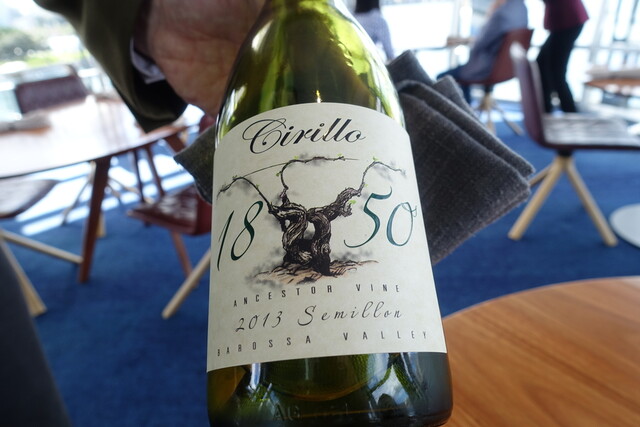 Cirillo
1850
ANCESTOR VINE
2013 Semillon
BAROSSA VALLEY